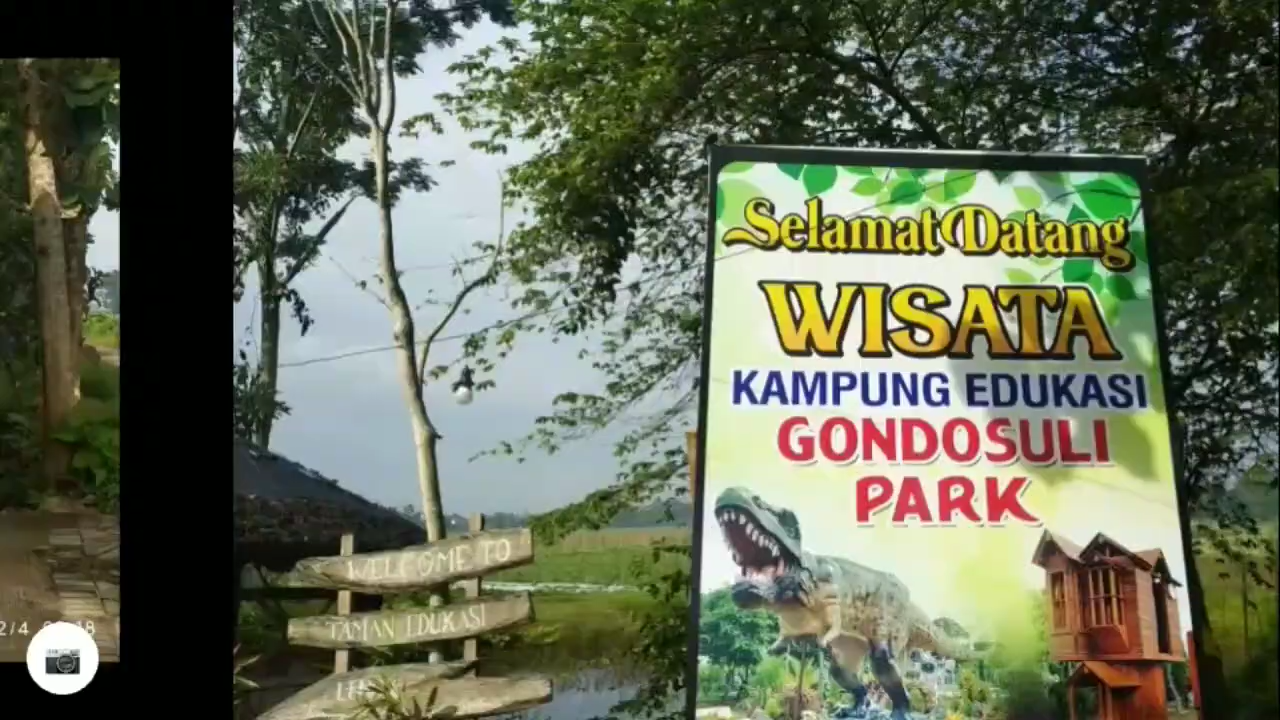 Selamat Datang
WISATA
KAMPUNG EDUKASI
GONDOSULI
PARK
WELCOME TO
TAMAN EDUKASI